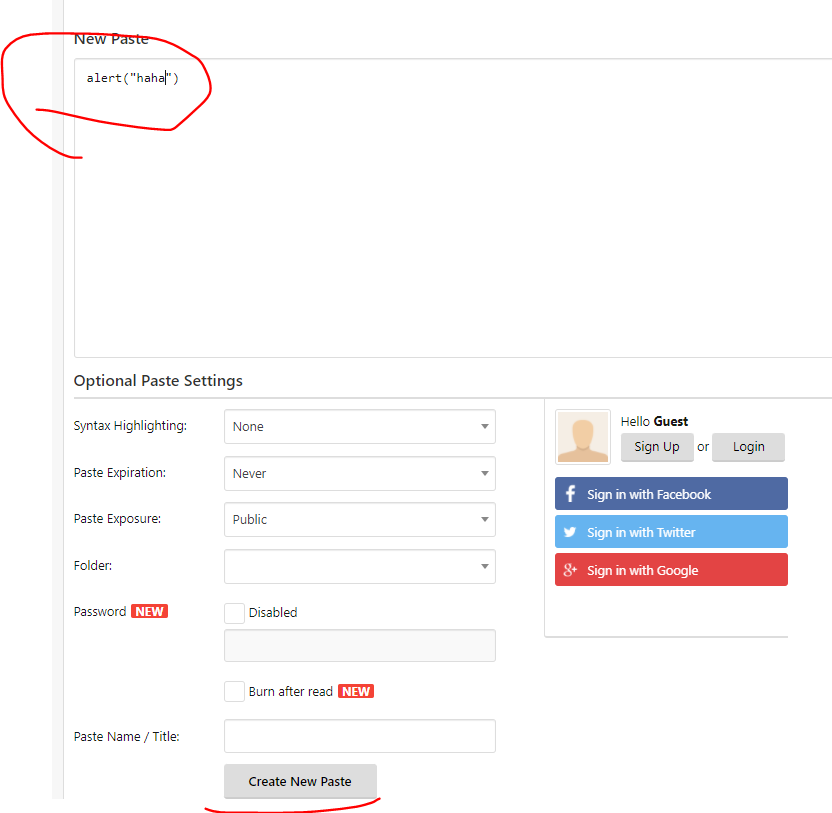 New Paste
alert("haha")
Optional Paste Settings
Syntax Highlighting: None
Paste Expiration: Never
Paste Exposure: Public
Folder:
Password NEW Disabled
Burn after read NEW
Paste Name / Title:
Create New Paste
Hello Guest
Sign Up or Login
Sign in with Facebook
Sign in with Twitter
Sign in with Google